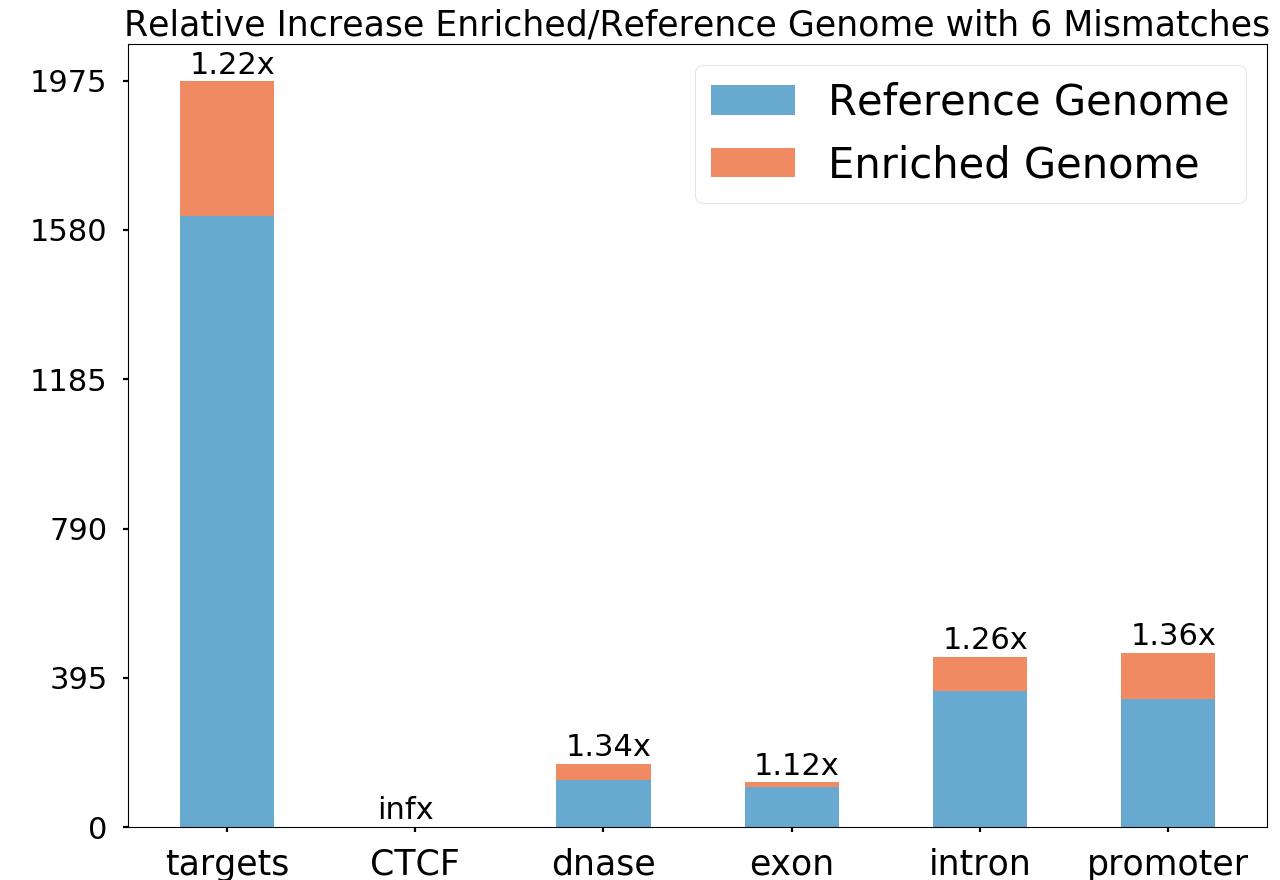 Relative Increase Enriched/Reference Genome with 6 Mismatches
1.22x
1975
Reference Genome
Enriched Genome
1580
1185
790
1.36x
1.26x
395
1.34x
1.12x
infx
0
targets CTCF dnase exon intron promoter